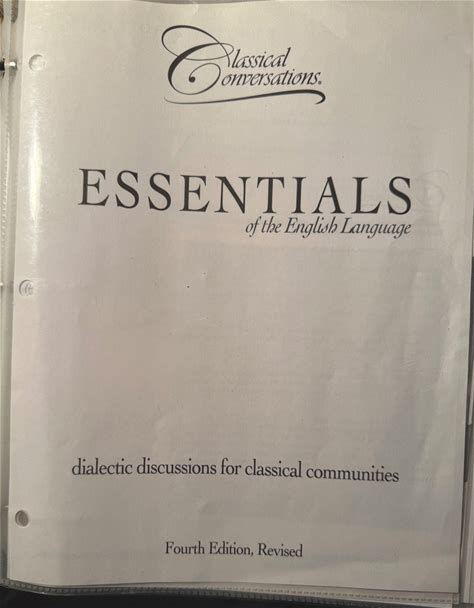 Classical
Conversations®
ESSENTIALS
of the English Language
dialectic discussions for classical communities
Fourth Edition, Revised